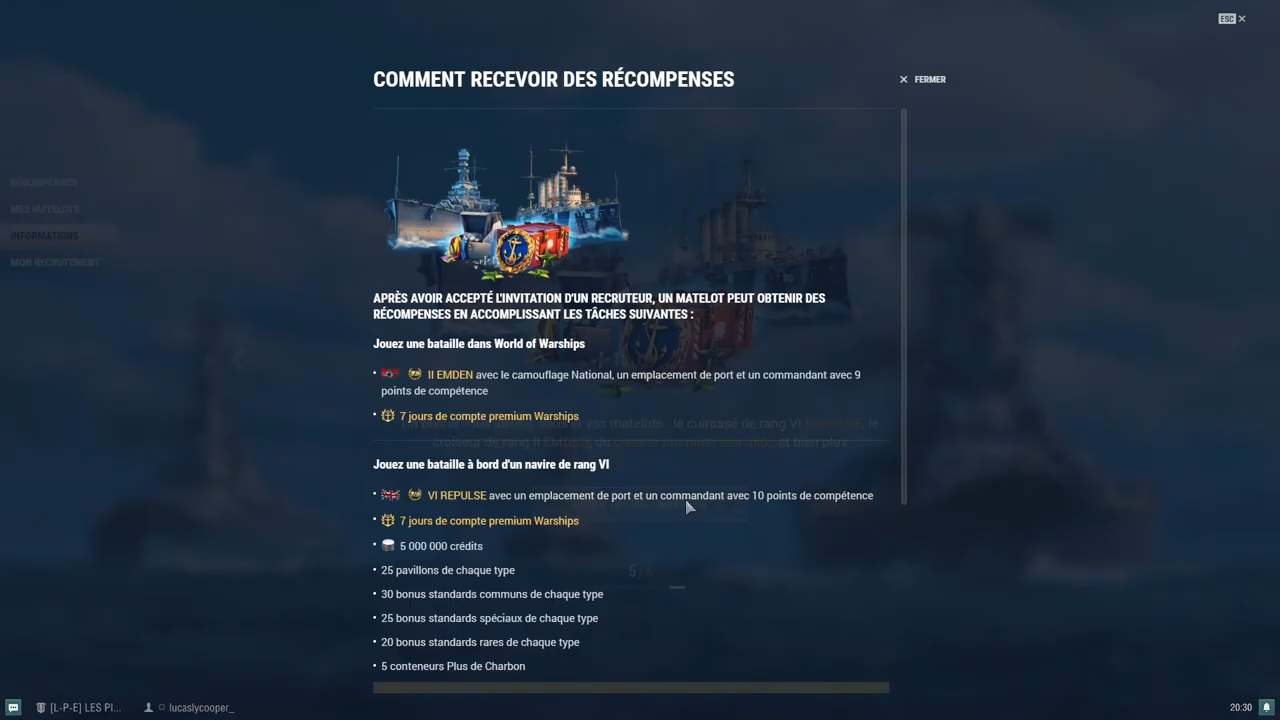 ESC ✕
COMMENT RECEVOIR DES RÉCOMPENSES
✕ FERMER
RÉCOMPENSES
MES MATELOTS
INFORMATIONS
MON RECRUTEMENT
APRÈS AVOIR ACCEPTÉ L'INVITATION D'UN RECRUTEUR, UN MATELOT PEUT OBTENIR DES
RÉCOMPENSES EN ACCOMPLISSANT LES TÂCHES SUIVANTES :
Jouez une bataille dans World of Warships
• II EMDEN avec le camouflage National, un emplacement de port et un commandant avec 9
points de compétence
• 7 jours de compte premium Warships
Jouez une bataille à bord d'un navire de rang VI
• VI REPULSE avec un emplacement de port et un commandant avec 10 points de compétence
• 7 jours de compte premium Warships
• 5 000 000 crédits
• 25 pavillons de chaque type
• 30 bonus standards communs de chaque type
• 25 bonus standards spéciaux de chaque type
• 20 bonus standards rares de chaque type
• 5 conteneurs Plus de Charbon
[L-P-E] LES PI...
lucaslycooper_
20:30